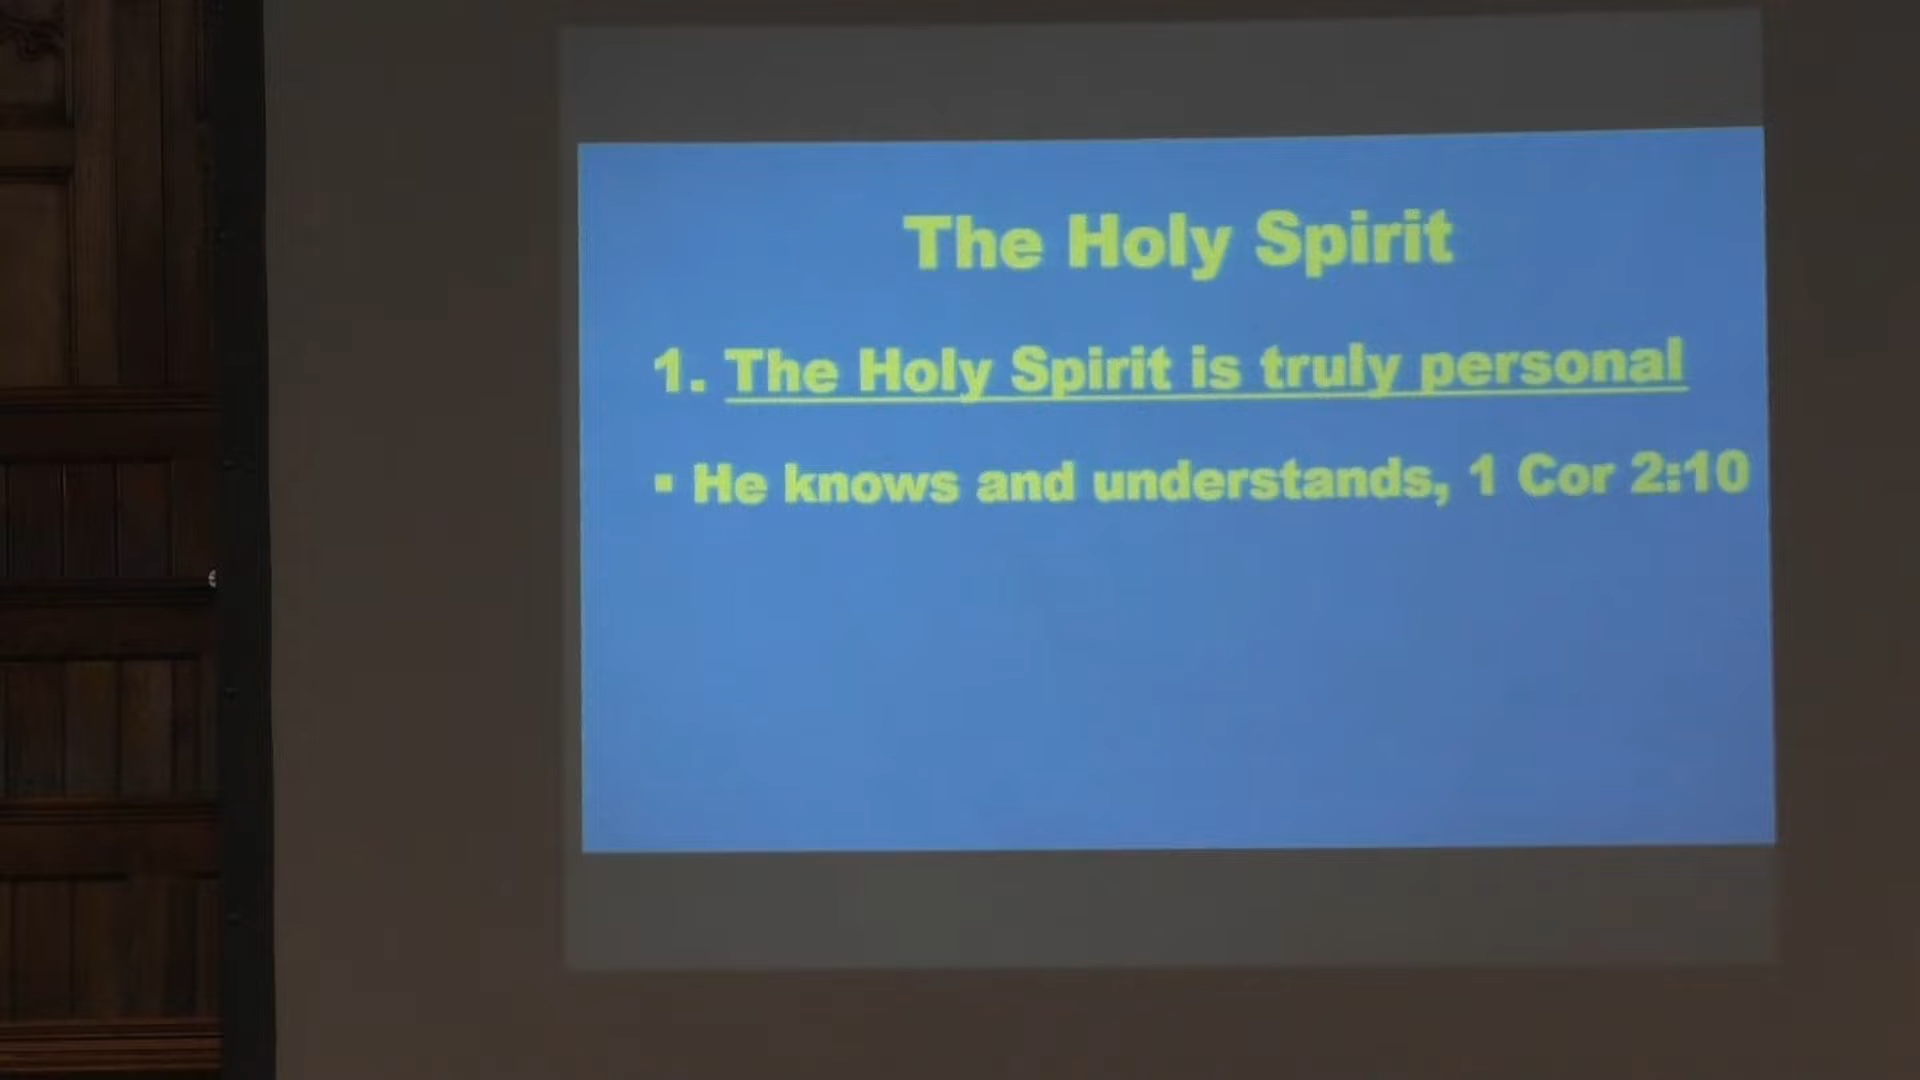 The Holy Spirit
1. The Holy Spirit is truly personal
▪ He knows and understands, 1 Cor 2:10